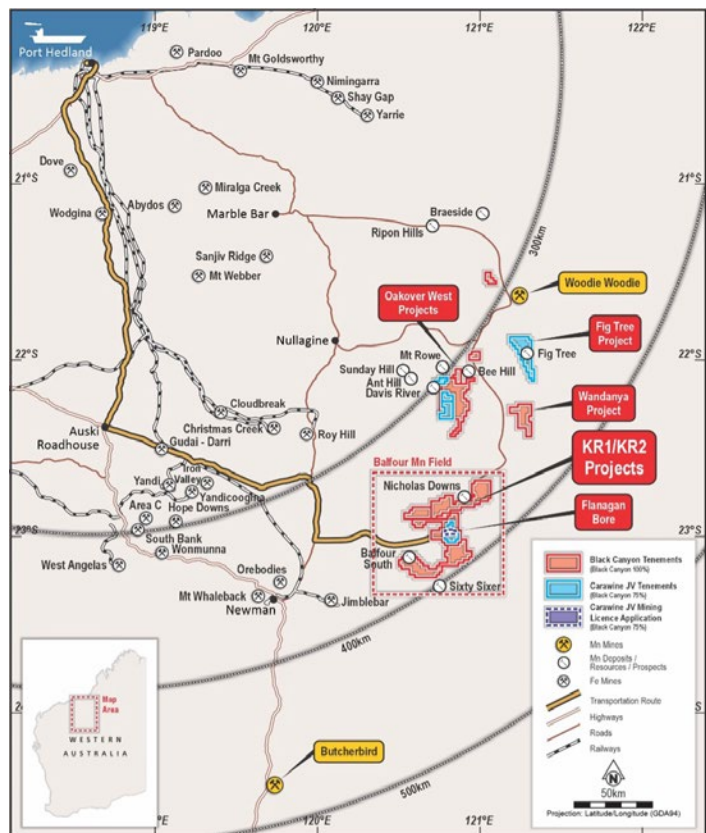 119°E
120°E
121°E
Port Hedland
Pardoo
Mt Goldsworthy
Nimingarra
Shay Gap
Yarrie
Dove
21°S
21°S
Miralga Creek
Abydos
Wodgina
Marble Bar
Braeside
Ripon Hills
300km
Sanjiv Ridge
Mt Webber
Oakover West
Projects
Woodie Woodie
Nullagine
Fig Tree
Project
22°S
22°S
Mt Rowe
Fig Tree
Sunday Hill
Bee Hill
Ant Hill
Davis River
Wandanya
Project
Cloudbreak
Auski
Roadhouse
Christmas Creek
Roy Hill
Gudai - Darri
KR1/KR2
Projects
Balfour Mn Field
Iron
Valley
Yandi
Yandicoogina
Nicholas Downs
Area C
Hope Downs
Flanagan
Bore
23°S
23°S
South Bank
Wonmunna
Balfour
South
West Angelas
Orebodies
Sixty Sixer
Mt Whaleback
Newman
Jimblebar
400km
Black Canyon Tenements
(Black Canyon 100%)
Carawine JV Tenements
(Black Canyon 75%)
Carawine JV Mining
Licence Application
(Black Canyon 75%)
Mn Mines
Mn Deposits /
Resources / Prospects
Fe Mines
Transportation Route
Highways
Roads
Railways
N
50km
Projection: Latitude/Longitude (GDA94)
Map
Area
WESTERN
AUSTRALIA
Butcherbird
500km
119°E
120°E
121°E